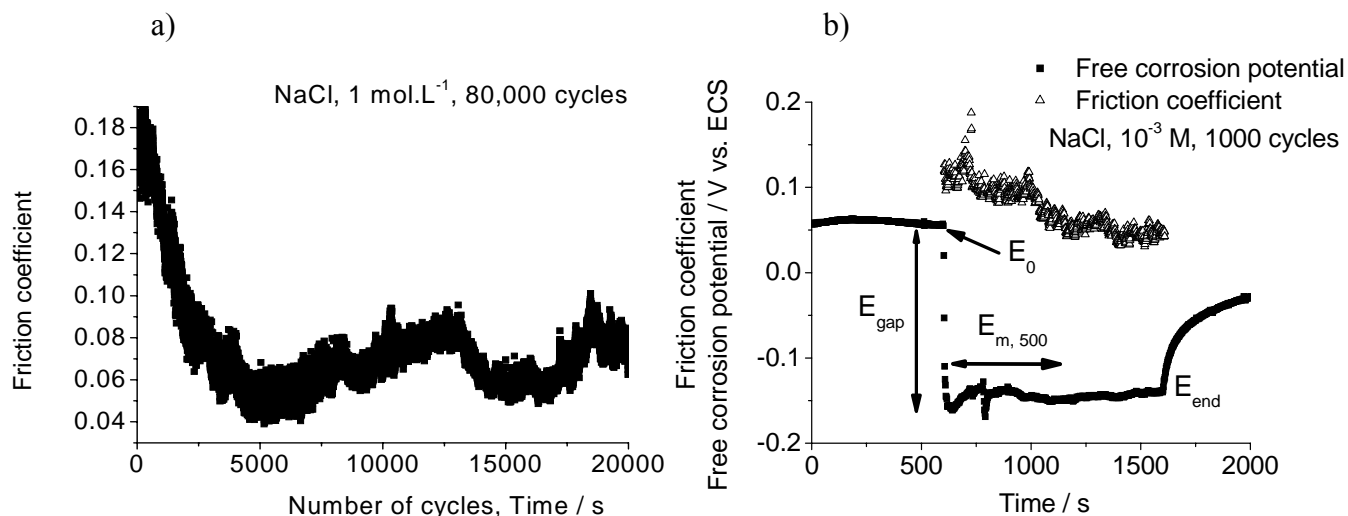 a)
NaCl, 1 mol.L⁻¹, 80,000 cycles
Friction coefficient
0.18
0.16
0.14
0.12
0.10
0.08
0.06
0.04
0
5000
10000
15000
20000
Number of cycles, Time / s
b)
■ Free corrosion potential
△ Friction coefficient
NaCl, 10⁻³ M, 1000 cycles
Friction coefficient
Free corrosion potential / V vs. ECS
0.2
0.1
0.0
-0.1
-0.2
E₀
E_gap
E_m, 500
E_end
0
500
1000
1500
2000
Time / s